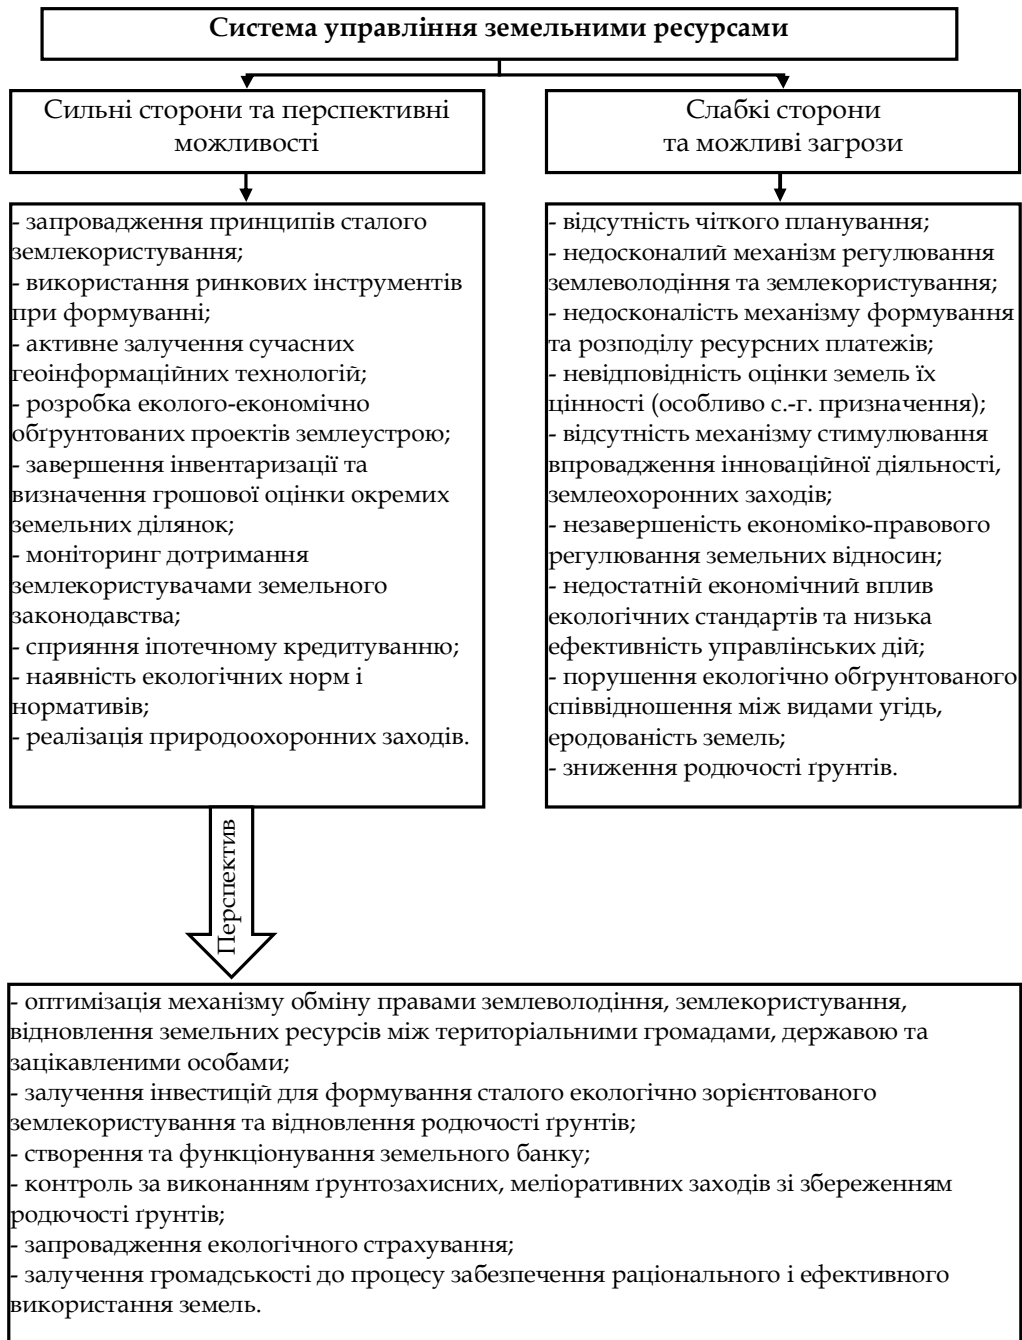 Система управління земельними ресурсами
Сильні сторони та перспективні
можливості
Слабкі сторони
та можливі загрози
- запровадження принципів сталого
землекористування;
- використання ринкових інструментів
при формуванні;
- активне залучення сучасних
геоінформаційних технологій;
- розробка еколого-економічно
обґрунтованих проектів землеустрою;
- завершення інвентаризації та
визначення грошової оцінки окремих
земельних ділянок;
- моніторинг дотримання
землекористувачами земельного
законодавства;
- сприяння іпотечному кредитуванню;
- наявність екологічних норм і
нормативів;
- реалізація природоохоронних заходів.
- відсутність чіткого планування;
- недосконалий механізм регулювання
землеволодіння та землекористування;
- недосконалість механізму формування
та розподілу ресурсних платежів;
- невідповідність оцінки земель їх
цінності (особливо с.-г. призначення);
- відсутність механізму стимулювання
впровадження інноваційної діяльності,
землеохоронних заходів;
- незавершеність економіко-правового
регулювання земельних відносин;
- недостатній економічний вплив
екологічних стандартів та низька
ефективність управлінських дій;
- порушення екологічно обґрунтованого
співвідношення між видами угідь,
еродованість земель;
- зниження родючості ґрунтів.
Перспектив
- оптимізація механізму обміну правами землеволодіння, землекористування,
відновлення земельних ресурсів між територіальними громадами, державою та
зацікавленими особами;
- залучення інвестицій для формування сталого екологічно зорієнтованого
землекористування та відновлення родючості ґрунтів;
- створення та функціонування земельного банку;
- контроль за виконанням ґрунтозахисних, меліоративних заходів зі збереженням
родючості ґрунтів;
- запровадження екологічного страхування;
- залучення громадськості до процесу забезпечення раціонального і ефективного
використання земель.